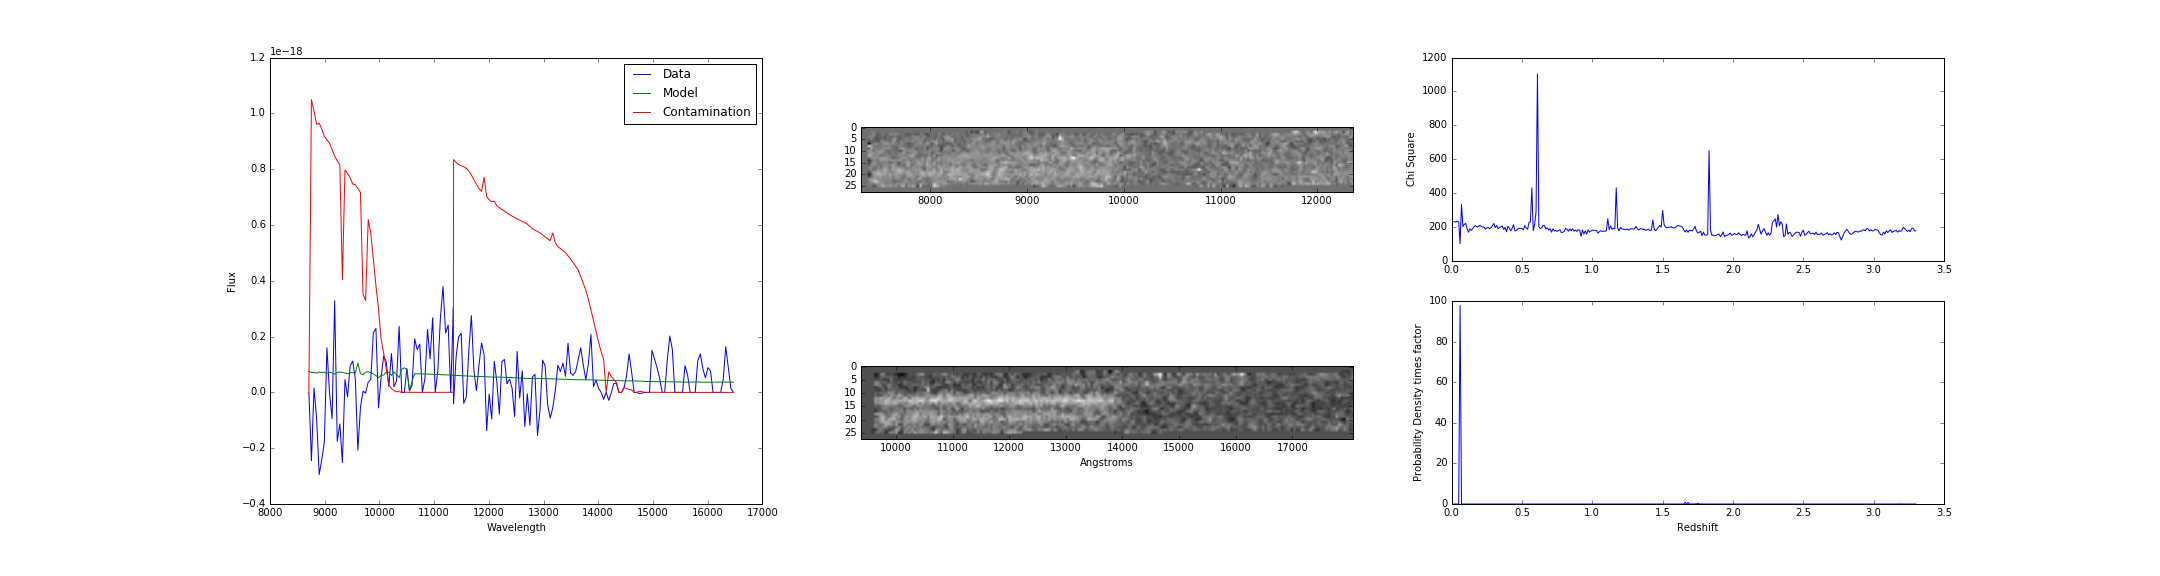 1e−18
1.2
1.0
0.8
0.6
0.4
0.2
0.0
−0.2
−0.4
Flux
8000 9000 10000 11000 12000 13000 14000 15000 16000 17000
Wavelength
Data
Model
Contamination
0
5
10
15
20
25
8000 9000 10000 11000 12000
0
5
10
15
20
25
10000 11000 12000 13000 14000 15000 16000 17000
Angstroms
1200
1000
800
600
400
200
0
Chi Square
0.0 0.5 1.0 1.5 2.0 2.5 3.0 3.5
100
80
60
40
20
0
Probability Density times factor
0.0 0.5 1.0 1.5 2.0 2.5 3.0 3.5
Redshift